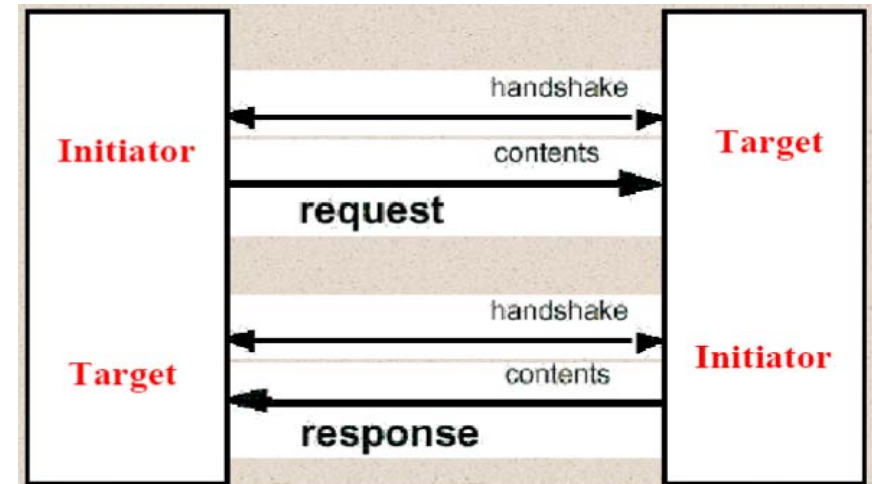 handshake
Initiator
contents
Target
request
handshake
Target
contents
Initiator
response